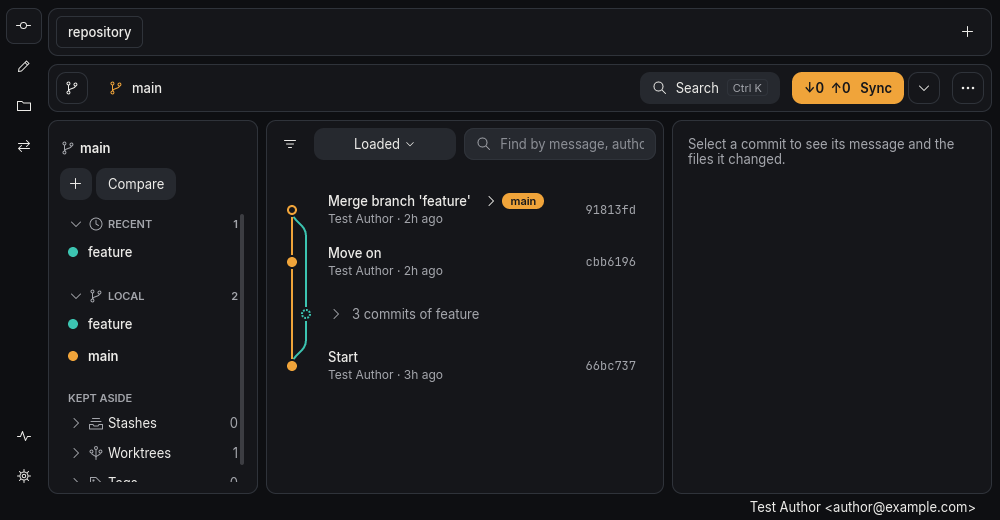 repository
main
Search Ctrl K
↓0 ↑0 Sync
main
Compare
RECENT 1
feature
LOCAL 2
feature
main
KEPT ASIDE
Stashes 0
Worktrees 1
Loaded
Find by message, autho
Merge branch 'feature' main
Test Author · 2h ago
91813fd
Move on
Test Author · 2h ago
cbb6196
3 commits of feature
Start
Test Author · 3h ago
66bc737
Select a commit to see its message and the
files it changed.
Test Author <author@example.com>